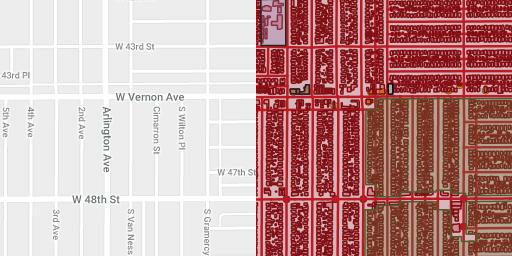 W 43rd St
43rd Pl
W Vernon Ave
5th Ave
4th Ave
2nd Ave
Arlington Ave
Cimarron St
S Wilton Pl
W 47th St
W 48th St
3rd Ave
S Van Ness
S Gramercy